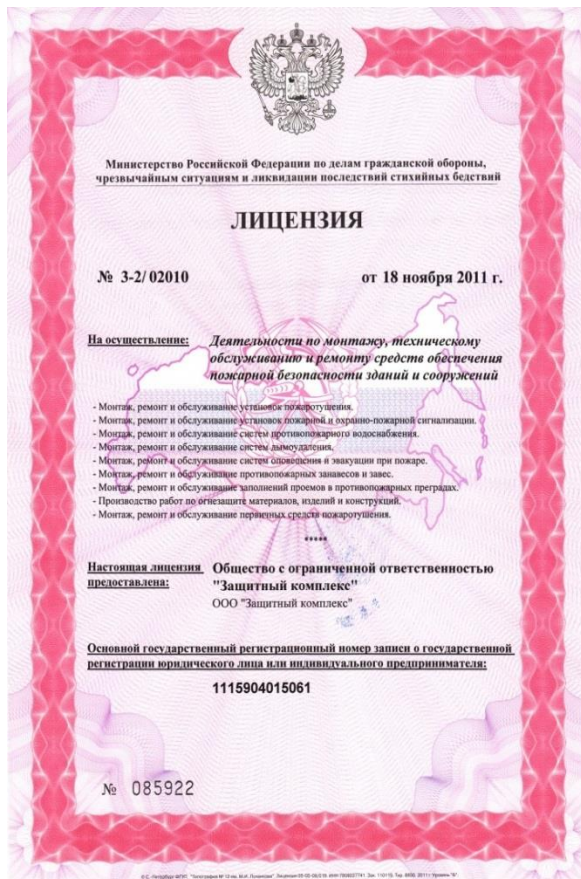 Министерство Российской Федерации по делам гражданской обороны,
чрезвычайным ситуациям и ликвидации последствий стихийных бедствий
ЛИЦЕНЗИЯ
№ 3-2/ 02010 от 18 ноября 2011 г.
На осуществление: Деятельности по монтажу, техническому
обслуживанию и ремонту средств обеспечения
пожарной безопасности зданий и сооружений
- Монтаж, ремонт и обслуживание установок пожаротушения.
- Монтаж, ремонт и обслуживание установок пожарной и охранно-пожарной сигнализации.
- Монтаж, ремонт и обслуживание систем противопожарного водоснабжения.
- Монтаж, ремонт и обслуживание систем дымоудаления.
- Монтаж, ремонт и обслуживание систем оповещения и эвакуации при пожаре.
- Монтаж, ремонт и обслуживание противопожарных занавесов и завес.
- Монтаж, ремонт и обслуживание заполнений проемов в противопожарных преградах.
- Производство работ по огнезащите материалов, изделий и конструкций.
- Монтаж, ремонт и обслуживание первичных средств пожаротушения.
*****
Настоящая лицензия Общество с ограниченной ответственностью
предоставлена: "Защитный комплекс"
ООО "Защитный комплекс"
Основной государственный регистрационный номер записи о государственной
регистрации юридического лица или индивидуального предпринимателя:
1115904015061
№ 085922